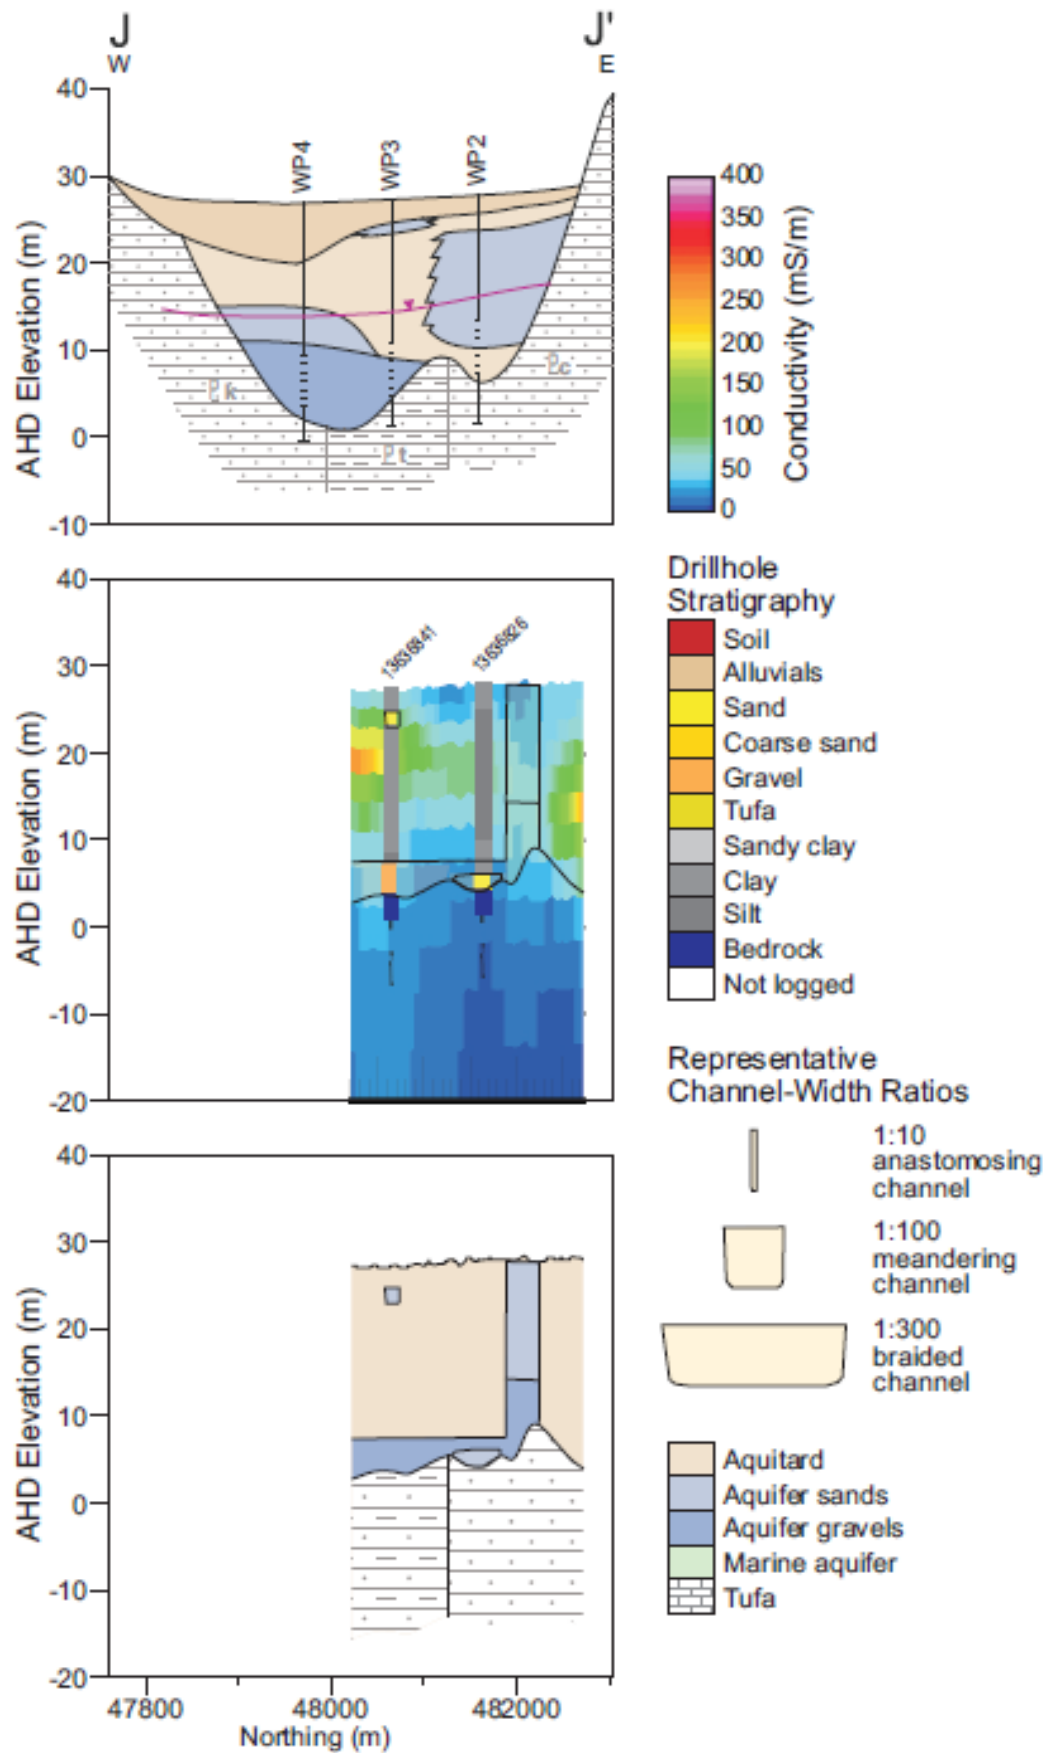 J
J'
W
E
40
30
20
10
0
-10
AHD Elevation (m)
WP4
WP3
WP2
400
350
300
250
200
150
100
50
0
Conductivity (mS/m)
40
30
20
10
0
-10
-20
AHD Elevation (m)
13636841
13636826
Drillhole
Stratigraphy
Soil
Alluvials
Sand
Coarse sand
Gravel
Tufa
Sandy clay
Clay
Silt
Bedrock
Not logged
Representative
Channel-Width Ratios
1:10
anastomosing
channel
1:100
meandering
channel
1:300
braided
channel
40
30
20
10
0
-10
-20
AHD Elevation (m)
47800
48000
482000
Northing (m)
Aquitard
Aquifer sands
Aquifer gravels
Marine aquifer
Tufa